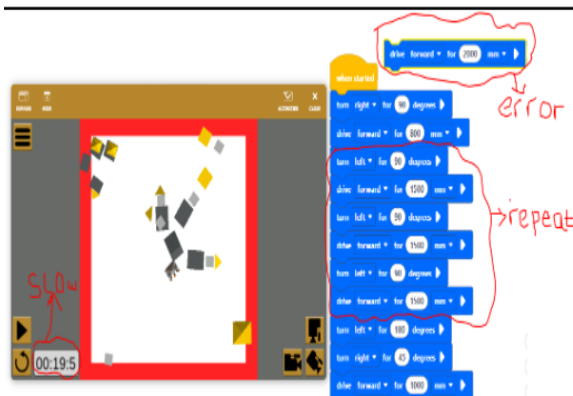 drive forward for 2000 mm
error
when started
turn right for 90 degrees
drive forward for 800 mm
turn left for 90 degrees
drive forward for 1500 mm
turn left for 90 degrees
drive forward for 1500 mm
turn left for 90 degrees
drive forward for 1500 mm
repeat
turn left for 180 degrees
turn right for 45 degrees
drive forward for 1000 mm
CLOSE
SLOW
00:19:5